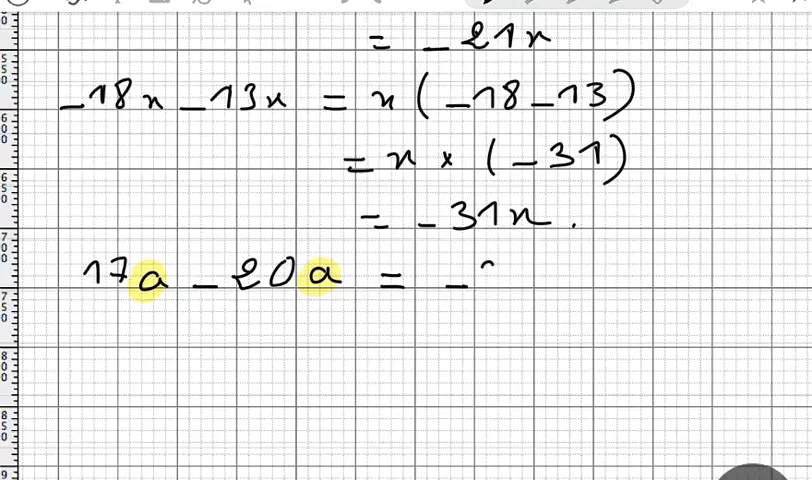 = -21x
-18x -13x = x(-18-13)
= x × (-31)
= -31x.
17a - 20a = -